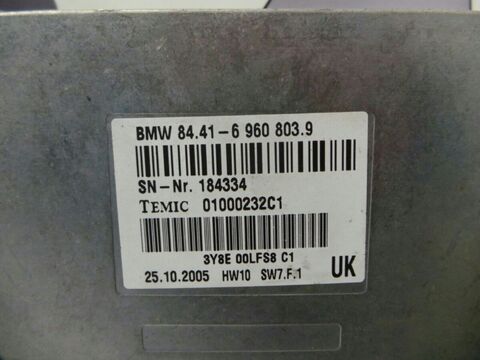 BMW 84.41-6 960 803.9
SN-Nr. 184334
TEMIC 01000232C1
3Y8E 00LFS8 C1
25.10.2005 HW10 SW7.F.1 UK